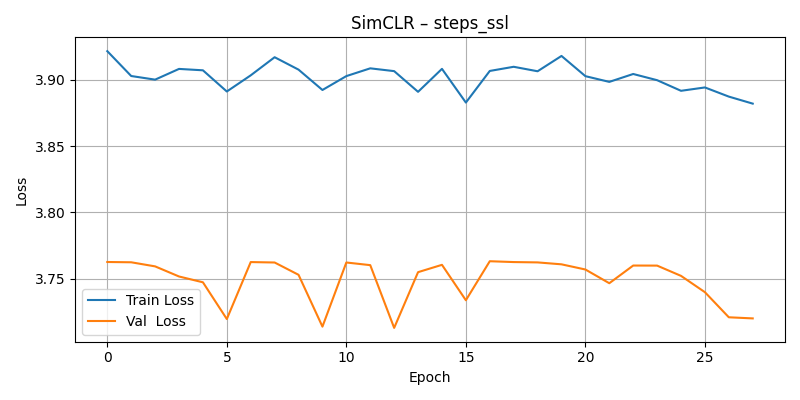 SimCLR – steps_ssl
Loss
3.90
3.85
3.80
3.75
Train Loss
Val  Loss
0 5 10 15 20 25
Epoch